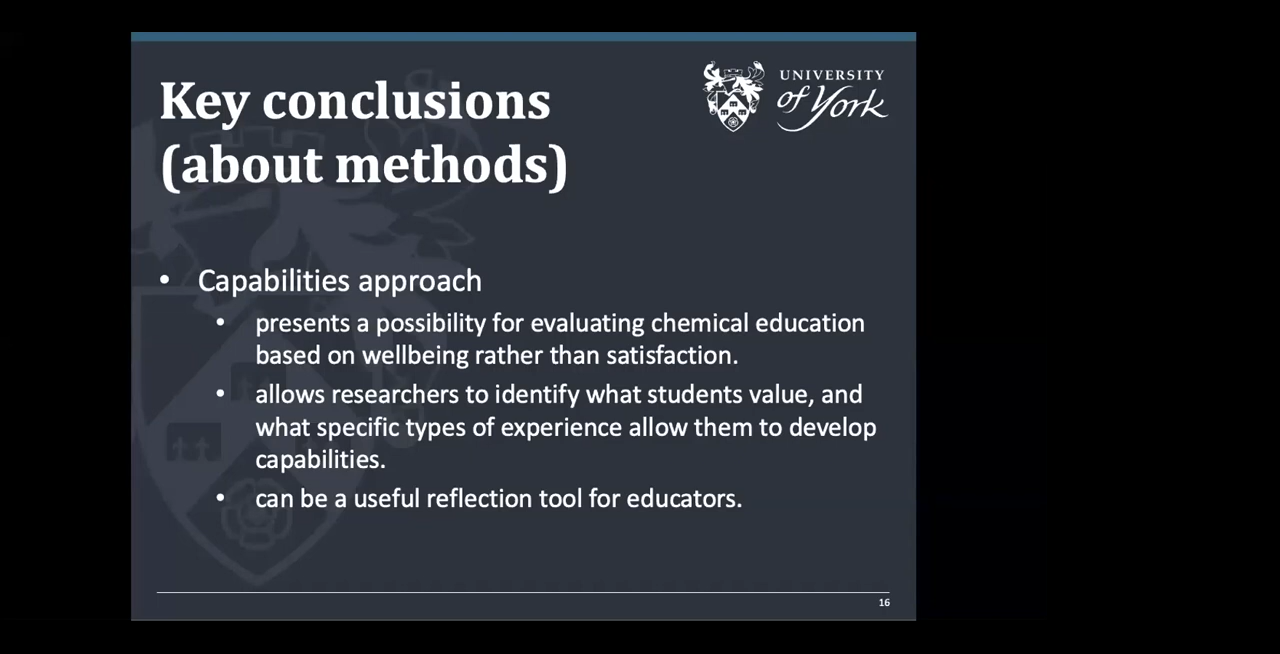 Key conclusions
(about methods)
UNIVERSITY
of York
• Capabilities approach
• presents a possibility for evaluating chemical education
based on wellbeing rather than satisfaction.
• allows researchers to identify what students value, and
what specific types of experience allow them to develop
capabilities.
• can be a useful reflection tool for educators.
16